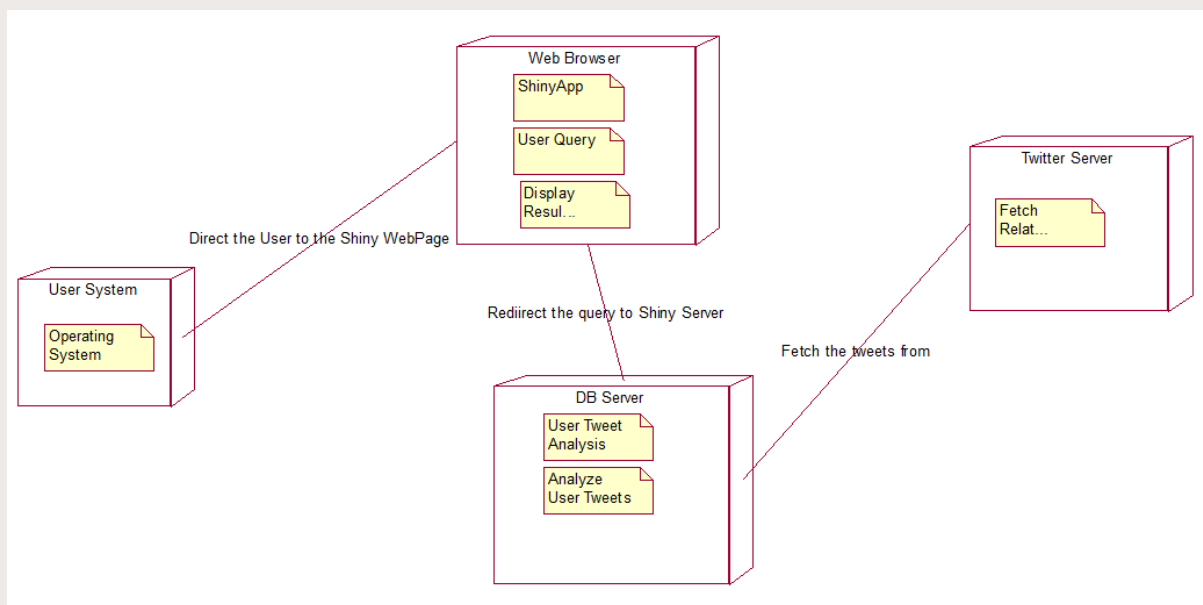 Web Browser
ShinyApp
User Query
Display
Resul...
Twitter Server
Fetch
Relat...
Direct the User to the Shiny WebPage
User System
Operating
System
Rediirect the query to Shiny Server
Fetch the tweets from
DB Server
User Tweet
Analysis
Analyze
User Tweets